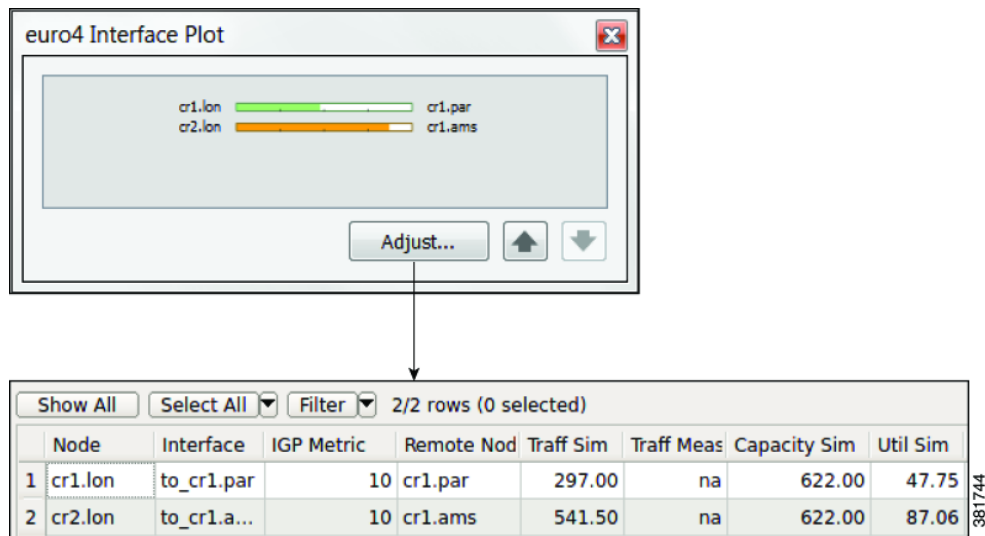 euro4 Interface Plot
cr1.lon cr1.par
cr2.lon cr1.ams
Adjust...
Show All Select All Filter 2/2 rows (0 selected)
Node Interface IGP Metric Remote Nod Traff Sim Traff Meas Capacity Sim Util Sim
1 cr1.lon to_cr1.par 10 cr1.par 297.00 na 622.00 47.75
2 cr2.lon to_cr1.a... 10 cr1.ams 541.50 na 622.00 87.06
381744